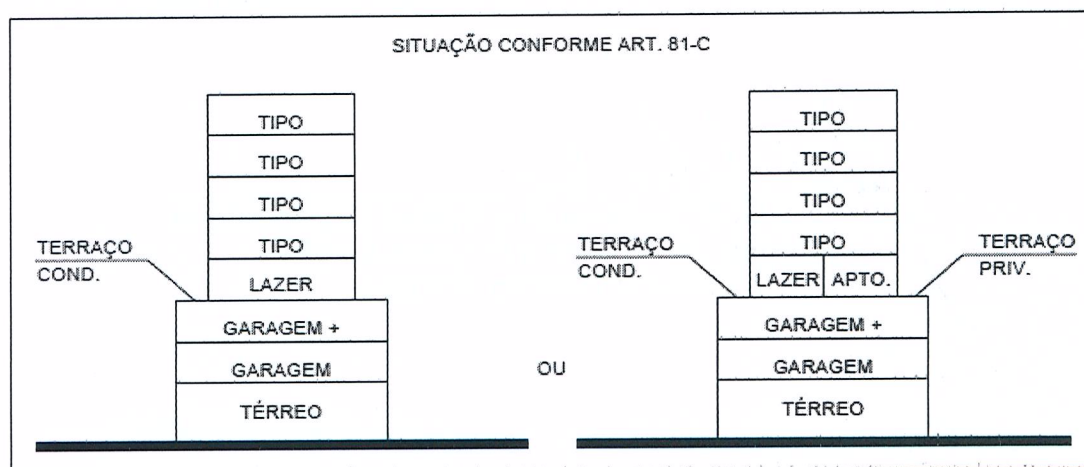 SITUAÇÃO CONFORME ART. 81-C
TIPO
TIPO
TIPO
TIPO
TERRAÇO
COND.
LAZER
GARAGEM +
GARAGEM
TÉRREO
OU
TIPO
TIPO
TIPO
TIPO
TERRAÇO
COND.
TERRAÇO
PRIV.
LAZER
APTO.
GARAGEM +
GARAGEM
TÉRREO